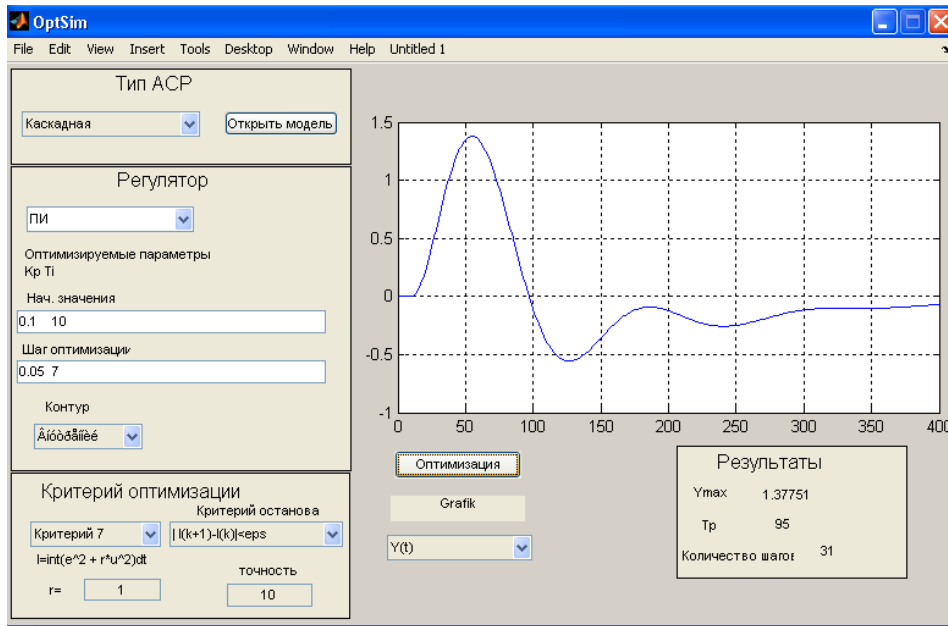 OptSim
File Edit View Insert Tools Desktop Window Help Untitled 1
Тип АСР
Каскадная
Открыть модель
Регулятор
ПИ
Оптимизируемые параметры
Kp Ti
Нач. значения
0.1 10
Шаг оптимизации
0.05 7
Контур
Âíóòðåííèé
Критерий оптимизации
Критерий останова
Критерий 7
|I(k+1)-I(k)|<eps
I=int(e^2 + r*u^2)dt
точность
r=
1
10
1.5
1
0.5
0
-0.5
-1
0 50 100 150 200 250 300 350 400
Оптимизация
Grafik
Y(t)
Результаты
Ymax 1.37751
Тр 95
Количество шагов 31